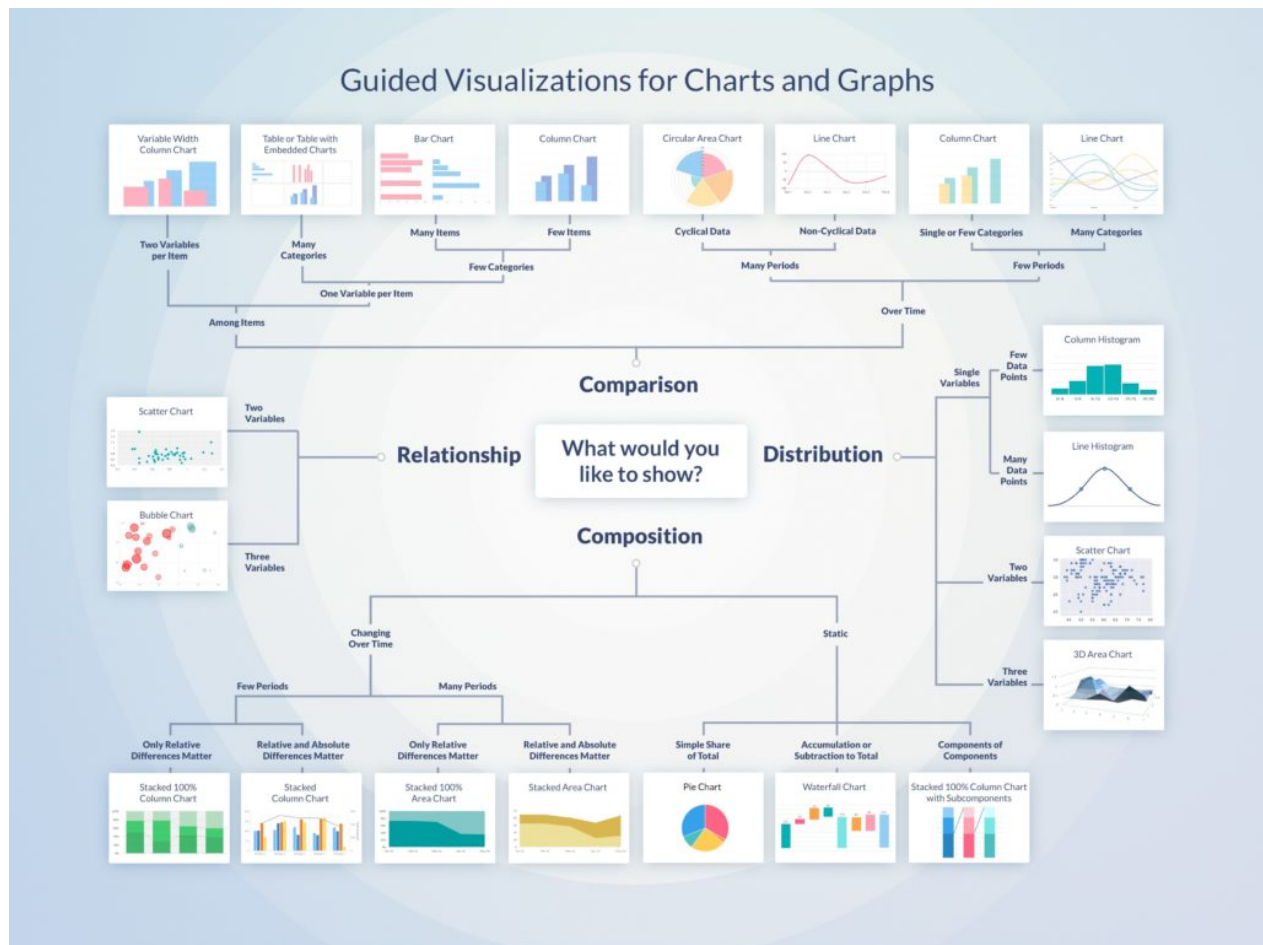 Guided Visualizations for Charts and Graphs
Variable Width
Column Chart
Table or Table with
Embedded Charts
Bar Chart
Column Chart
Circular Area Chart
Line Chart
Column Chart
Line Chart
Two Variables
per Item
Many
Categories
Many Items
Few Items
Cyclical Data
Non-Cyclical Data
Single or Few Categories
Many Categories
Few Categories
Many Periods
Few Periods
One Variable per Item
Among Items
Over Time
Comparison
Relationship
What would you
like to show?
Distribution
Composition
Two
Variables
Scatter Chart
Bubble Chart
Three
Variables
Single
Variables
Few
Data
Points
Column Histogram
Many
Data
Points
Line Histogram
Two
Variables
Scatter Chart
Three
Variables
3D Area Chart
Changing
Over Time
Static
Few Periods
Many Periods
Only Relative
Differences Matter
Relative and Absolute
Differences Matter
Only Relative
Differences Matter
Relative and Absolute
Differences Matter
Simple Share
of Total
Accumulation or
Subtraction to Total
Components of
Components
Stacked 100%
Column Chart
Stacked
Column Chart
Stacked 100%
Area Chart
Stacked Area Chart
Pie Chart
Waterfall Chart
Stacked 100% Column Chart
with Subcomponents